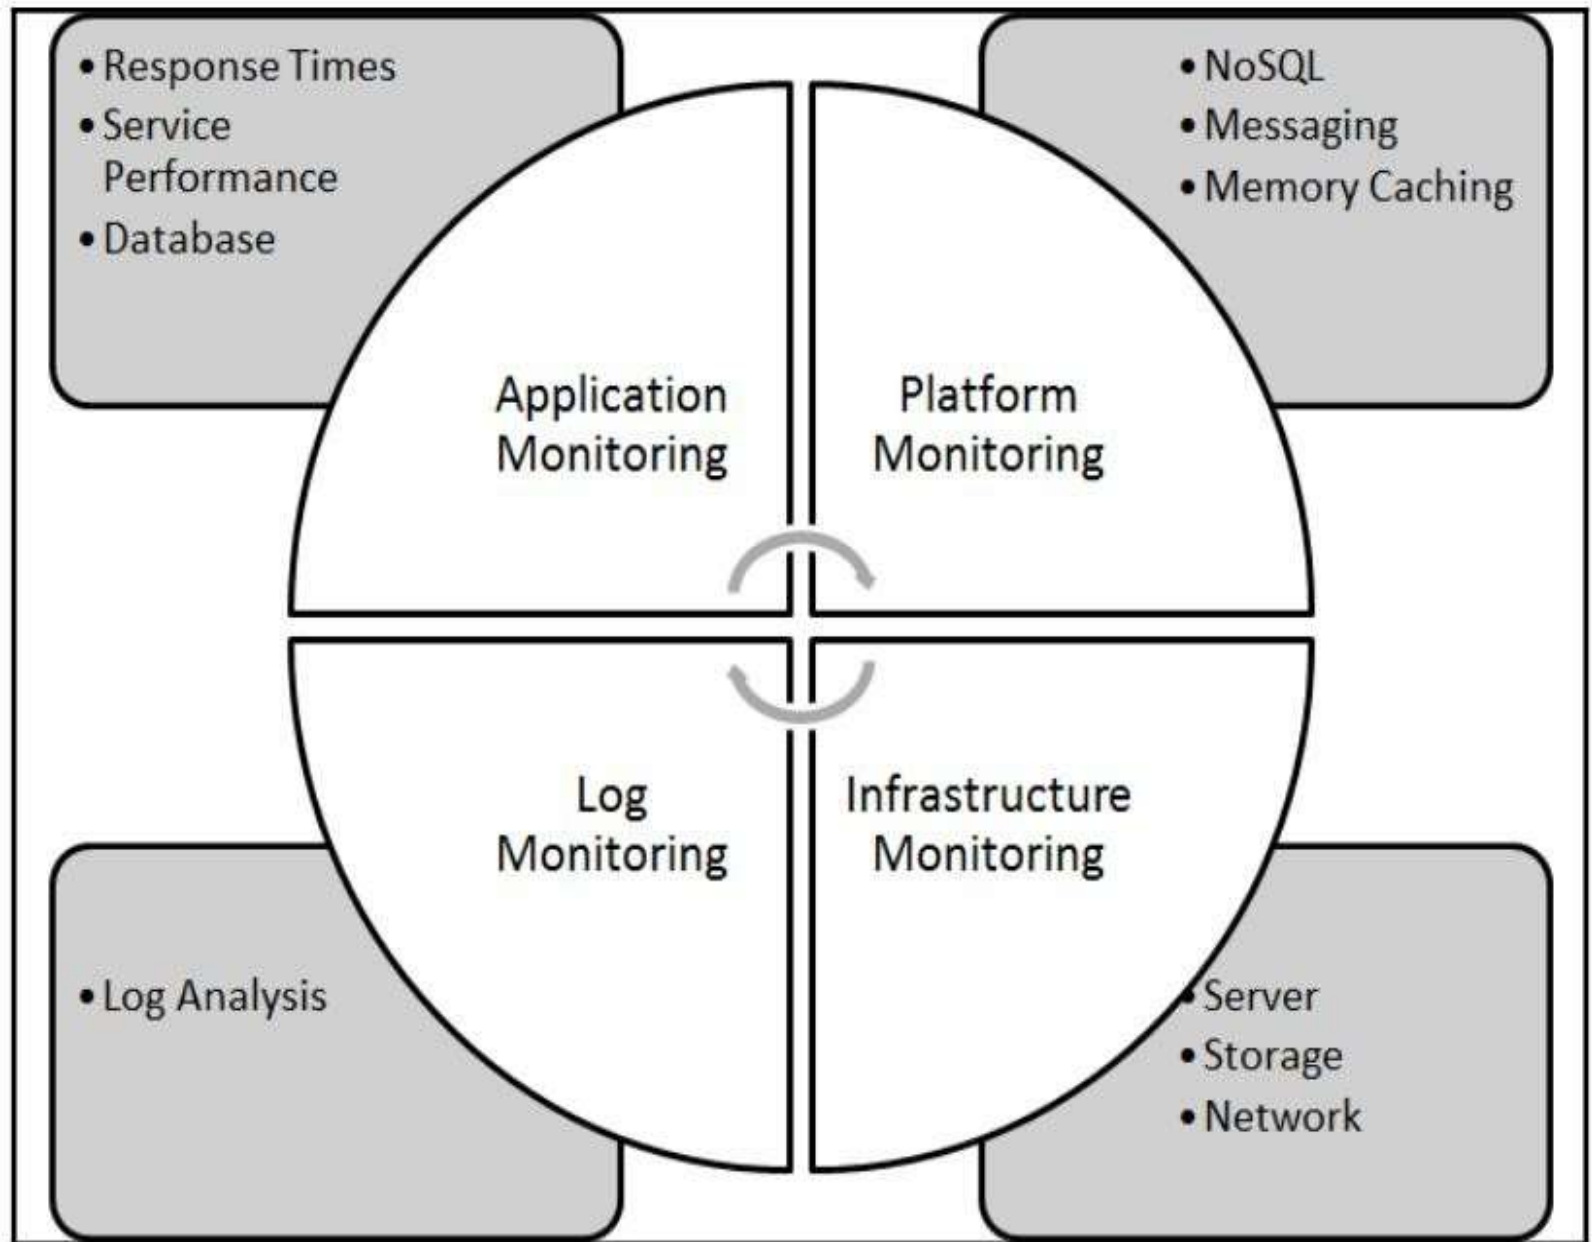 • Response Times
• Service
Performance
• Database
• NoSQL
• Messaging
• Memory Caching
Application
Monitoring
Platform
Monitoring
Log
Monitoring
Infrastructure
Monitoring
• Log Analysis
• Server
• Storage
• Network